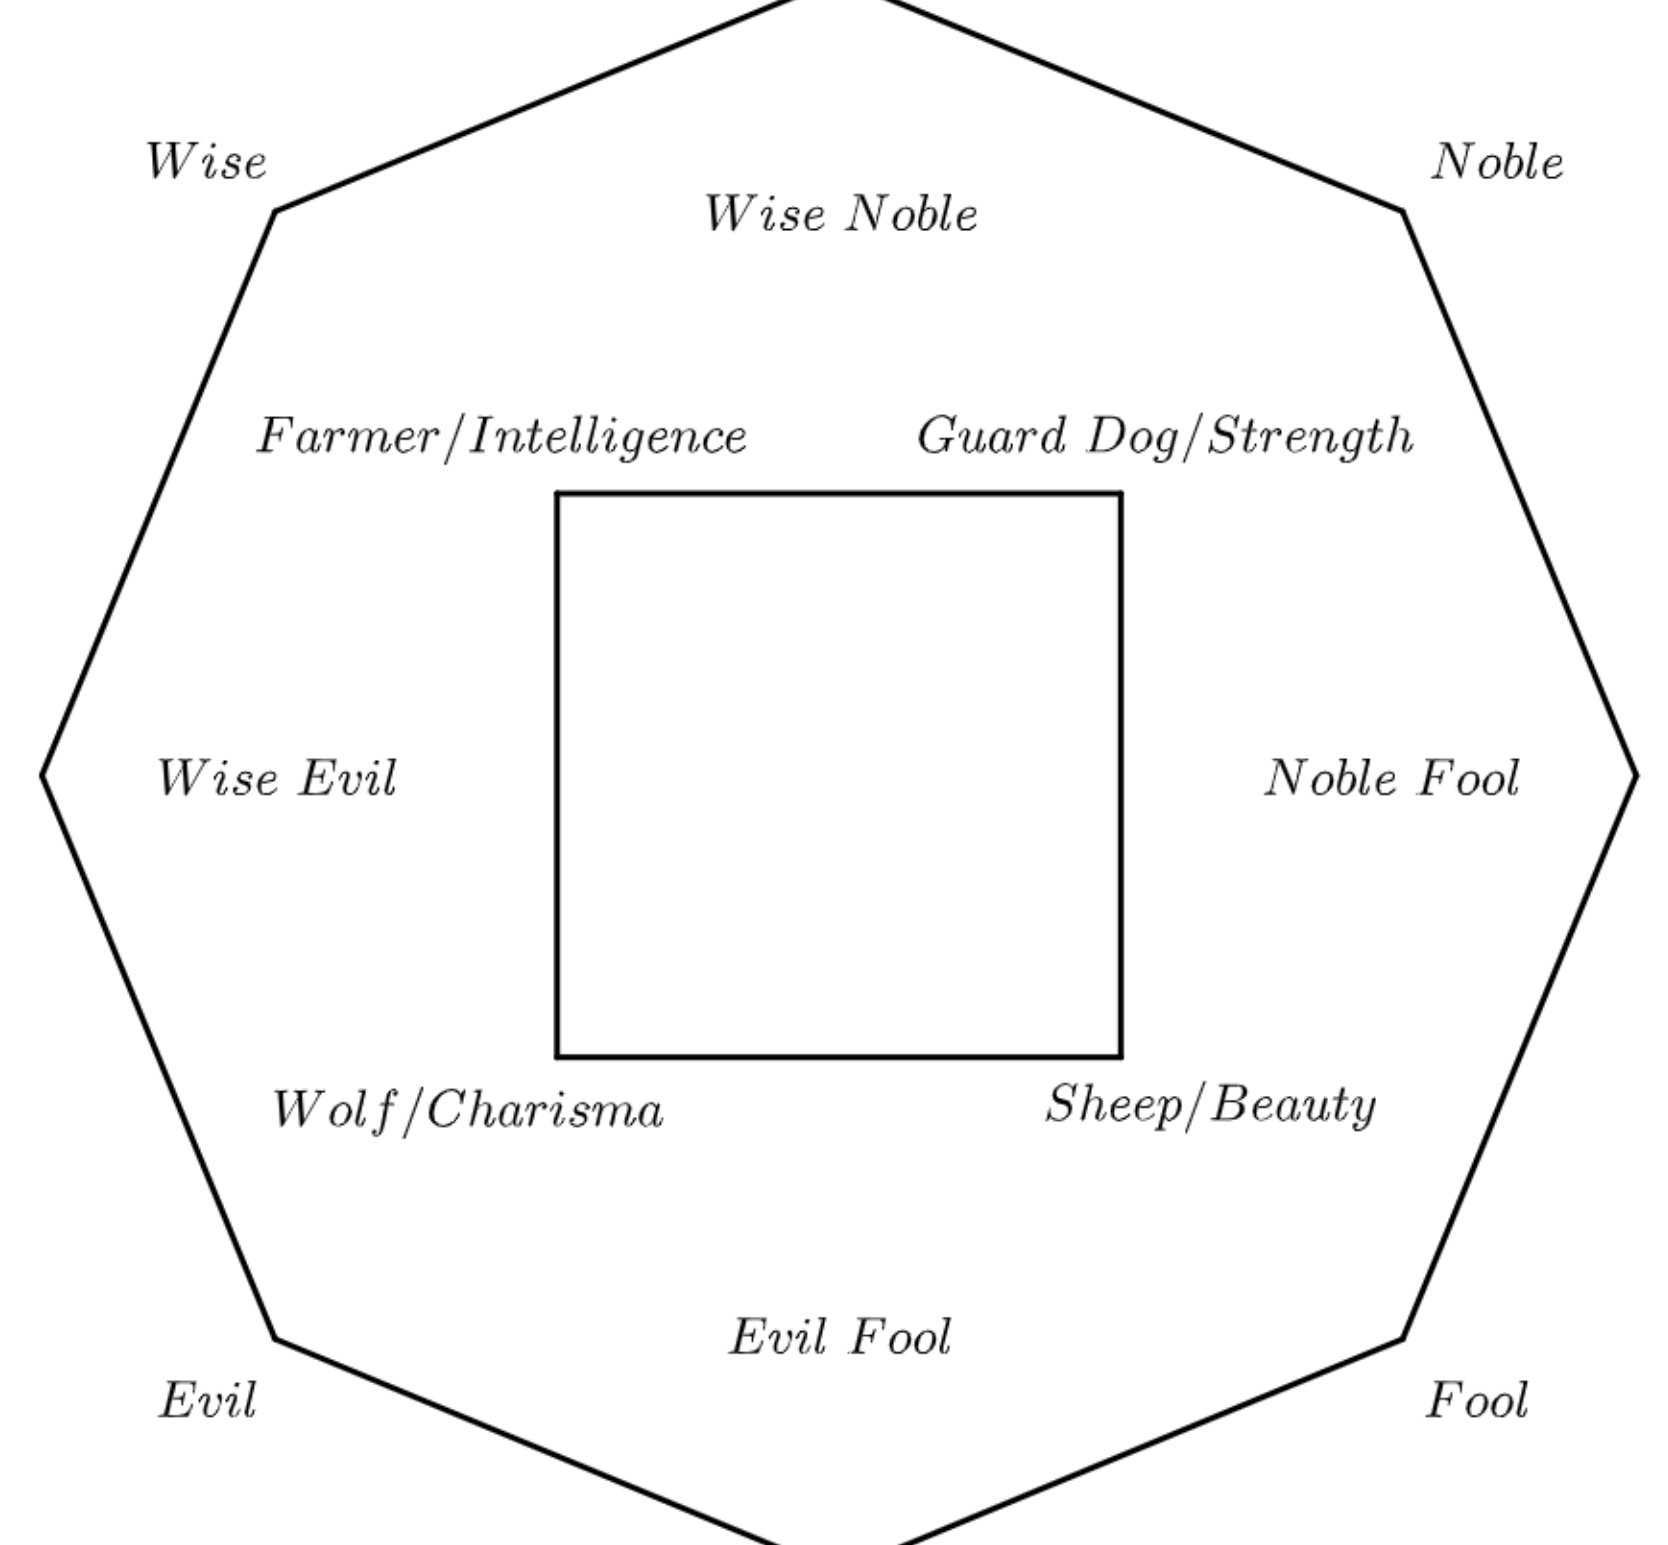 Wise
Noble
Wise Noble
Farmer/Intelligence
Guard Dog/Strength
Wise Evil
Noble Fool
Wolf/Charisma
Sheep/Beauty
Evil Fool
Evil
Fool